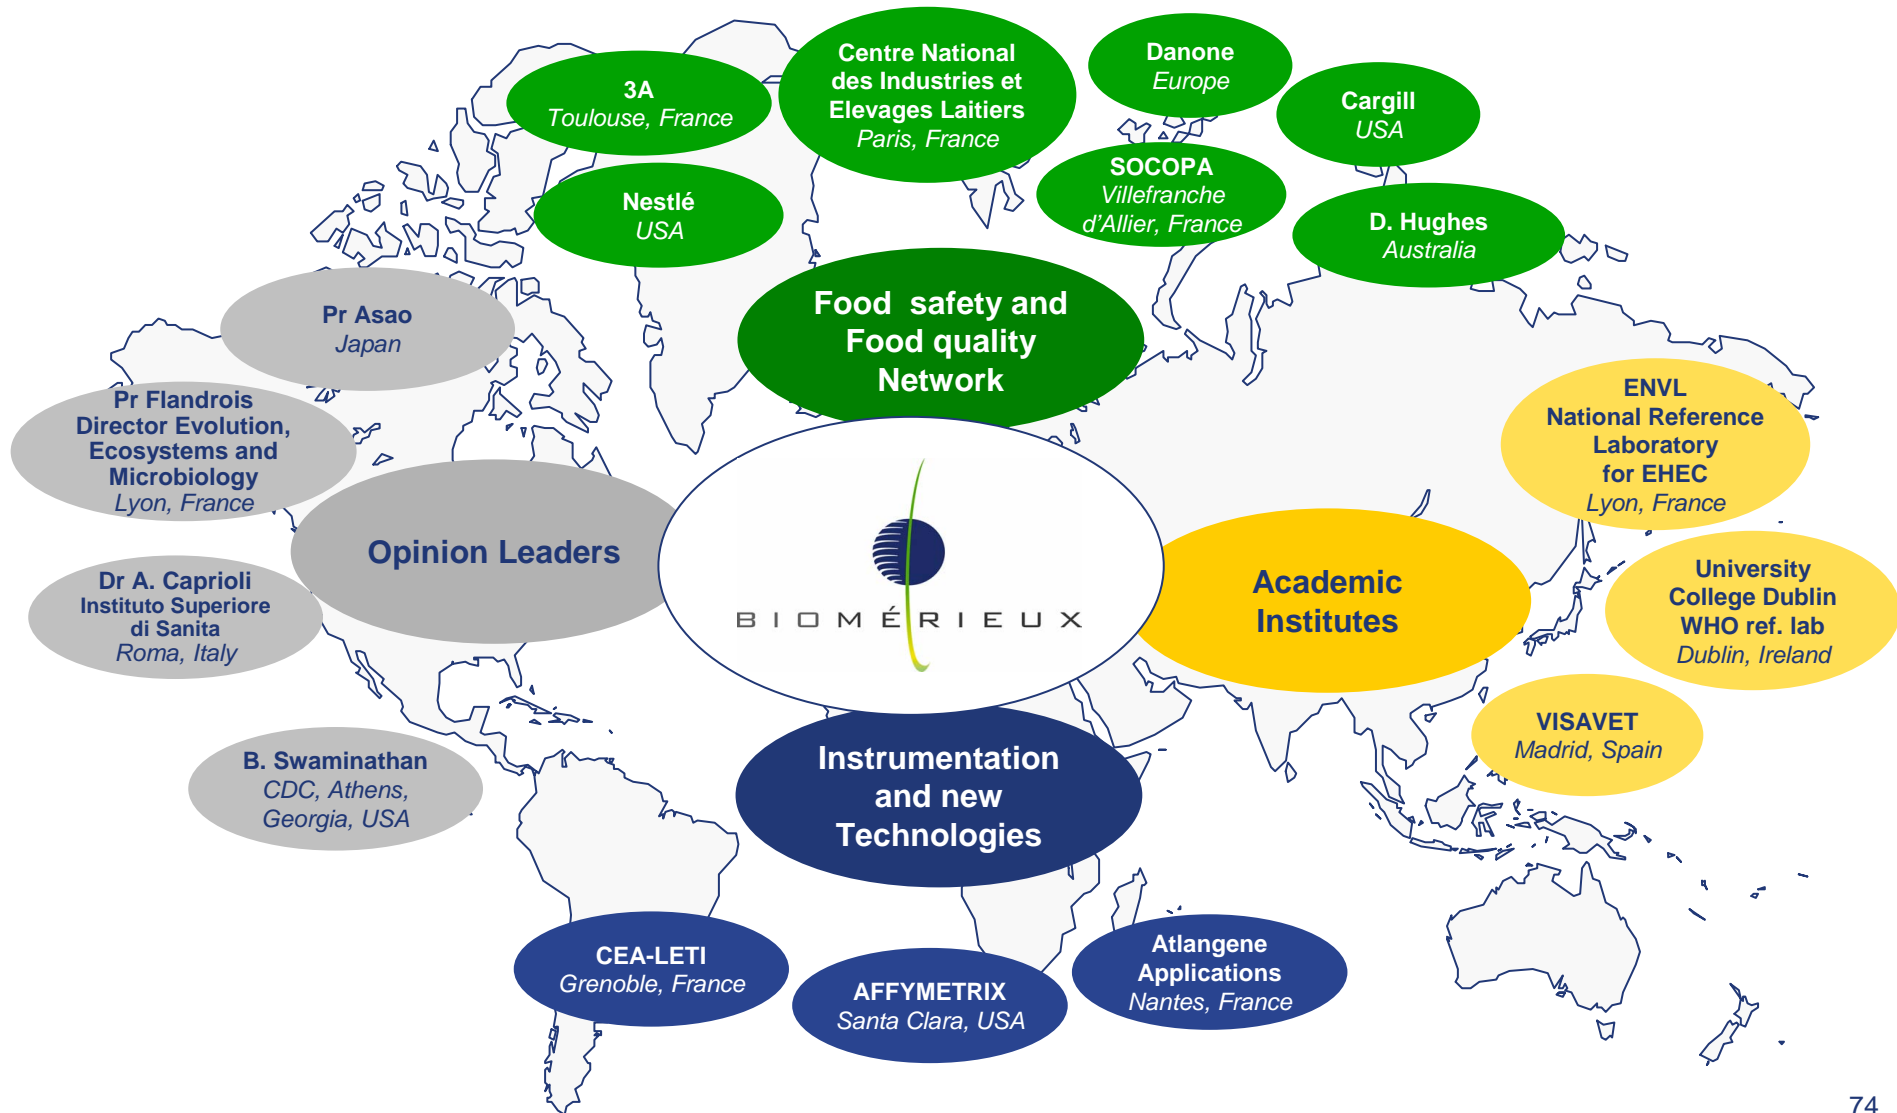 3A
Toulouse, France
Centre National
des Industries et
Elevages Laitiers
Paris, France
Danone
Europe
Cargill
USA
Nestlé
USA
SOCOPA
Villefranche
d'Allier, France
D. Hughes
Australia
Food safety and
Food quality
Network
Pr Asao
Japan
Pr Flandrois
Director Evolution,
Ecosystems and
Microbiology
Lyon, France
Opinion Leaders
Dr A. Caprioli
Instituto Superiore
di Sanita
Roma, Italy
B. Swaminathan
CDC, Athens,
Georgia, USA
BIOMÉRIEUX
ENVL
National Reference
Laboratory
for EHEC
Lyon, France
Academic
Institutes
University
College Dublin
WHO ref. lab
Dublin, Ireland
VISAVET
Madrid, Spain
Instrumentation
and new
Technologies
CEA-LETI
Grenoble, France
AFFYMETRIX
Santa Clara, USA
Atlangene
Applications
Nantes, France
74